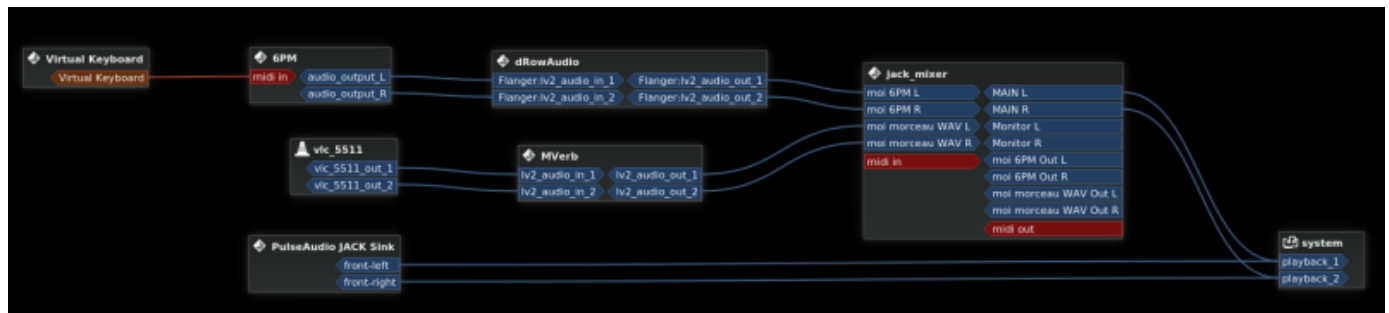 Virtual Keyboard
Virtual Keyboard
6PM
midi in
audio_output_L
audio_output_R
dRowAudio
Flanger:lv2_audio_in_1
Flanger:lv2_audio_out_1
Flanger:lv2_audio_in_2
Flanger:lv2_audio_out_2
jack_mixer
moi 6PM L
MAIN L
moi 6PM R
MAIN R
moi morceau WAV L
Monitor L
moi morceau WAV R
Monitor R
midi in
moi 6PM Out L
moi 6PM Out R
moi morceau WAV Out L
moi morceau WAV Out R
midi out
vlc_5511
vlc_5511_out_1
vlc_5511_out_2
MVerb
lv2_audio_in_1
lv2_audio_out_1
lv2_audio_in_2
lv2_audio_out_2
PulseAudio JACK Sink
front-left
front-right
system
playback_1
playback_2